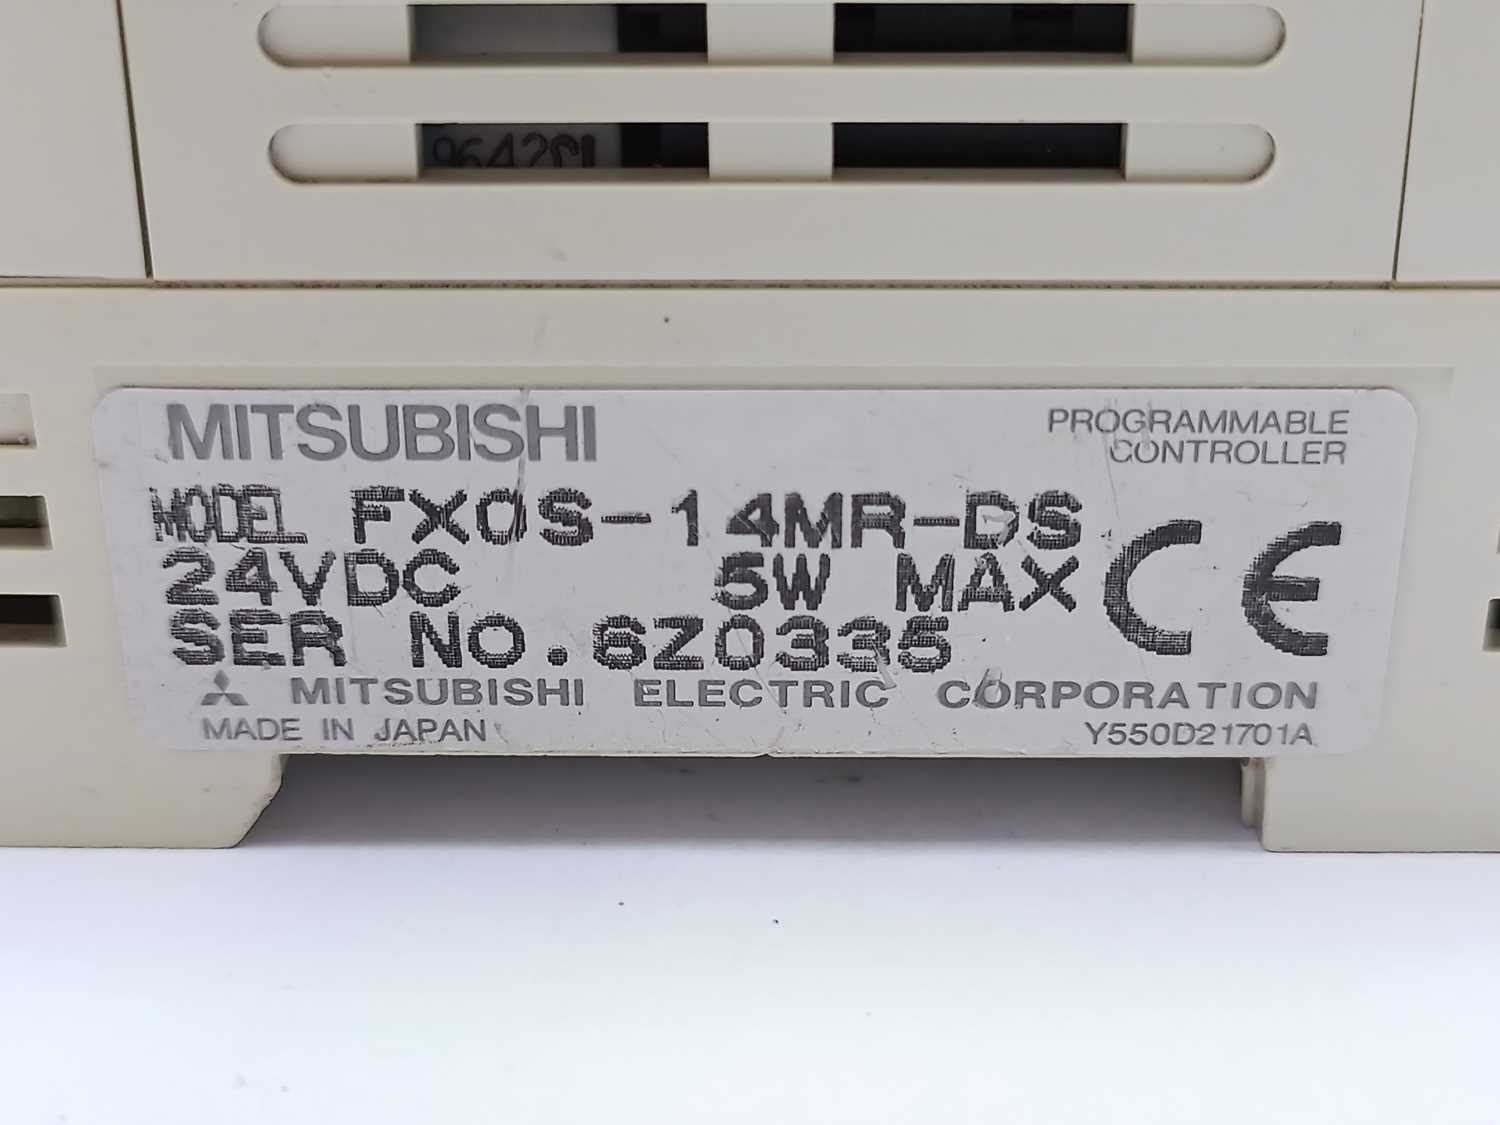 MITSUBISHI
PROGRAMMABLE
CONTROLLER
MODEL FX0S-14MR-DS
24VDC 5W MAX
CE
SER NO.6Z0335
MITSUBISHI ELECTRIC CORPORATION
MADE IN JAPAN
Y550D21701A